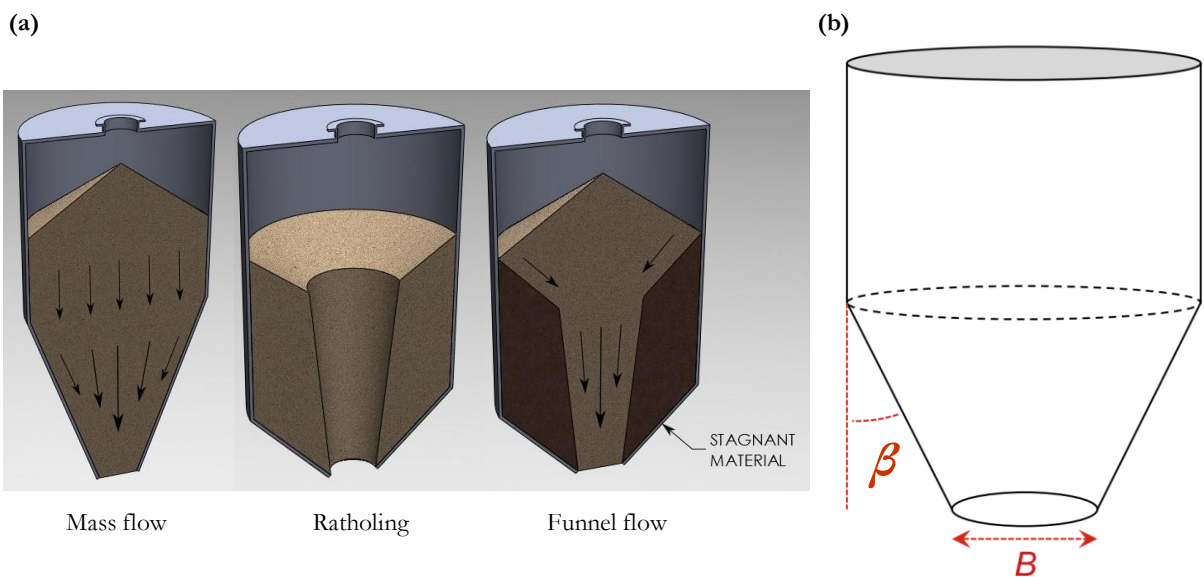 (a)
(b)
STAGNANT
MATERIAL
Mass flow
Ratholing
Funnel flow
β
B